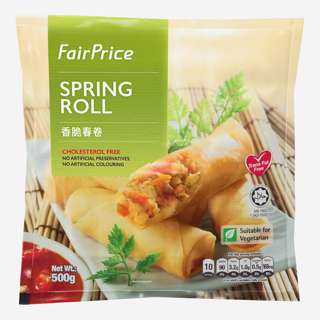 FairPrice
SPRING
ROLL
香脆春卷
CHOLESTEROL FREE
NO ARTIFICIAL PRESERVATIVES
NO ARTIFICIAL COLOURING
Trans Fat
Free
Suitable for
Vegetarian
Net Wt.:
500g